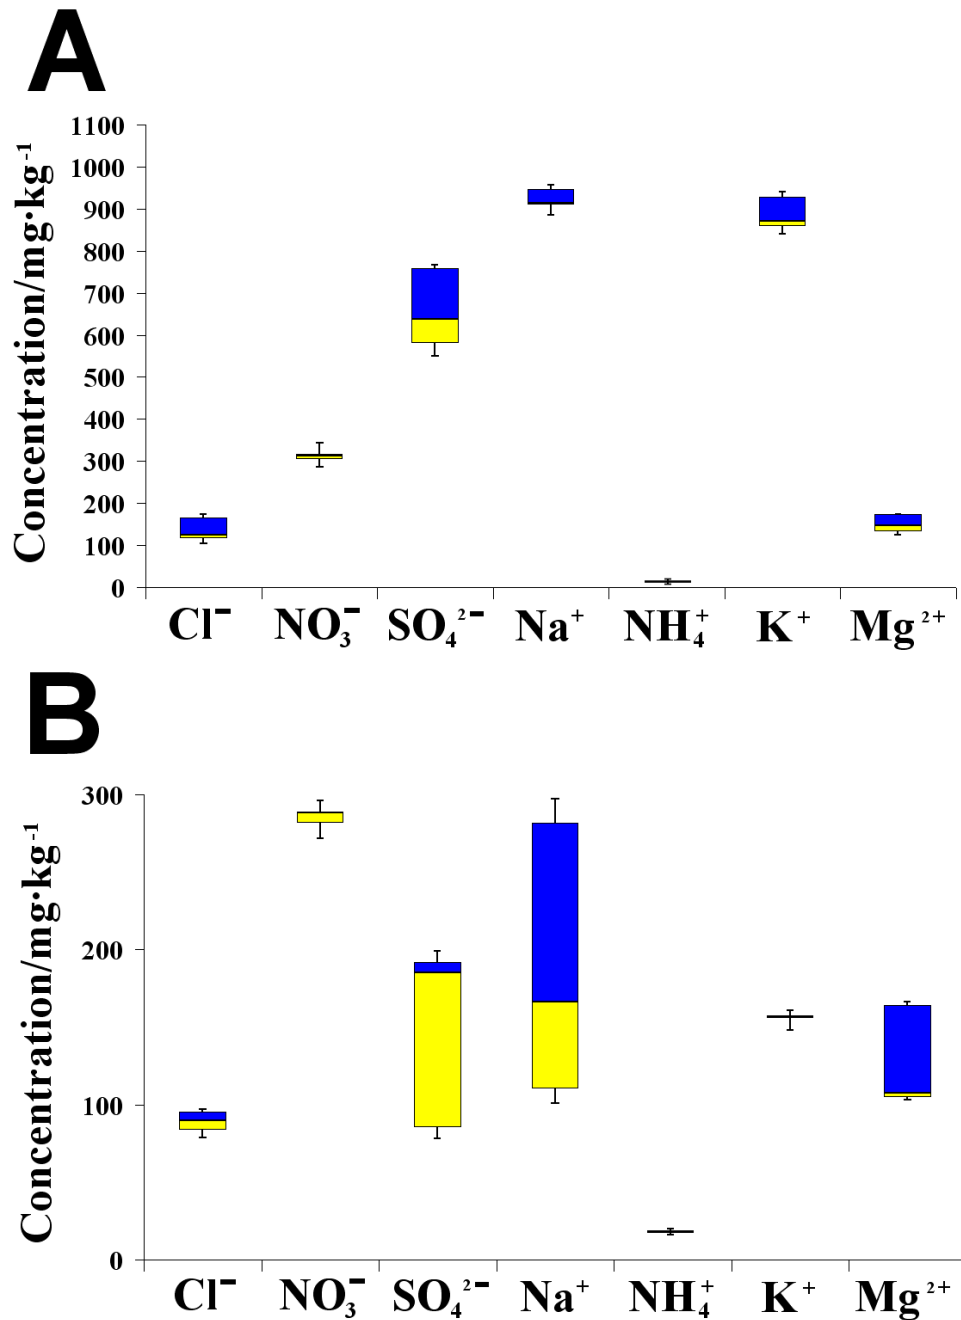 A
Concentration/mg·kg⁻¹
1100
1000
900
800
700
600
500
400
300
200
100
0
Cl⁻ NO₃⁻ SO₄²⁻ Na⁺ NH₄⁺ K⁺ Mg²⁺
B
Concentration/mg·kg⁻¹
300
200
100
0
Cl⁻ NO₃⁻ SO₄²⁻ Na⁺ NH₄⁺ K⁺ Mg²⁺